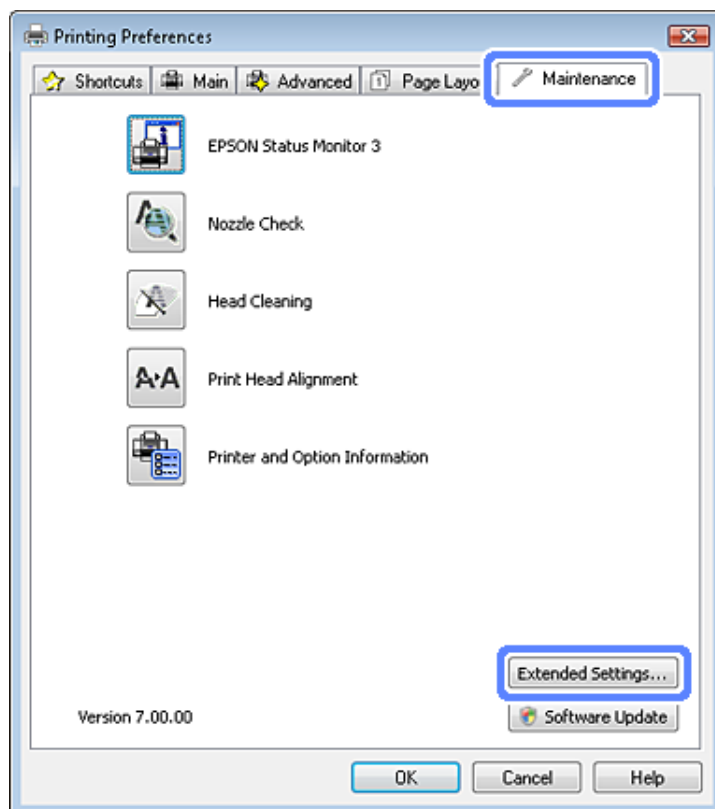 Printing Preferences
Shortcuts Main Advanced 1 Page Layo Maintenance
EPSON Status Monitor 3
Nozzle Check
Head Cleaning
A A Print Head Alignment
Printer and Option Information
Extended Settings...
Version 7.00.00 Software Update
OK Cancel Help